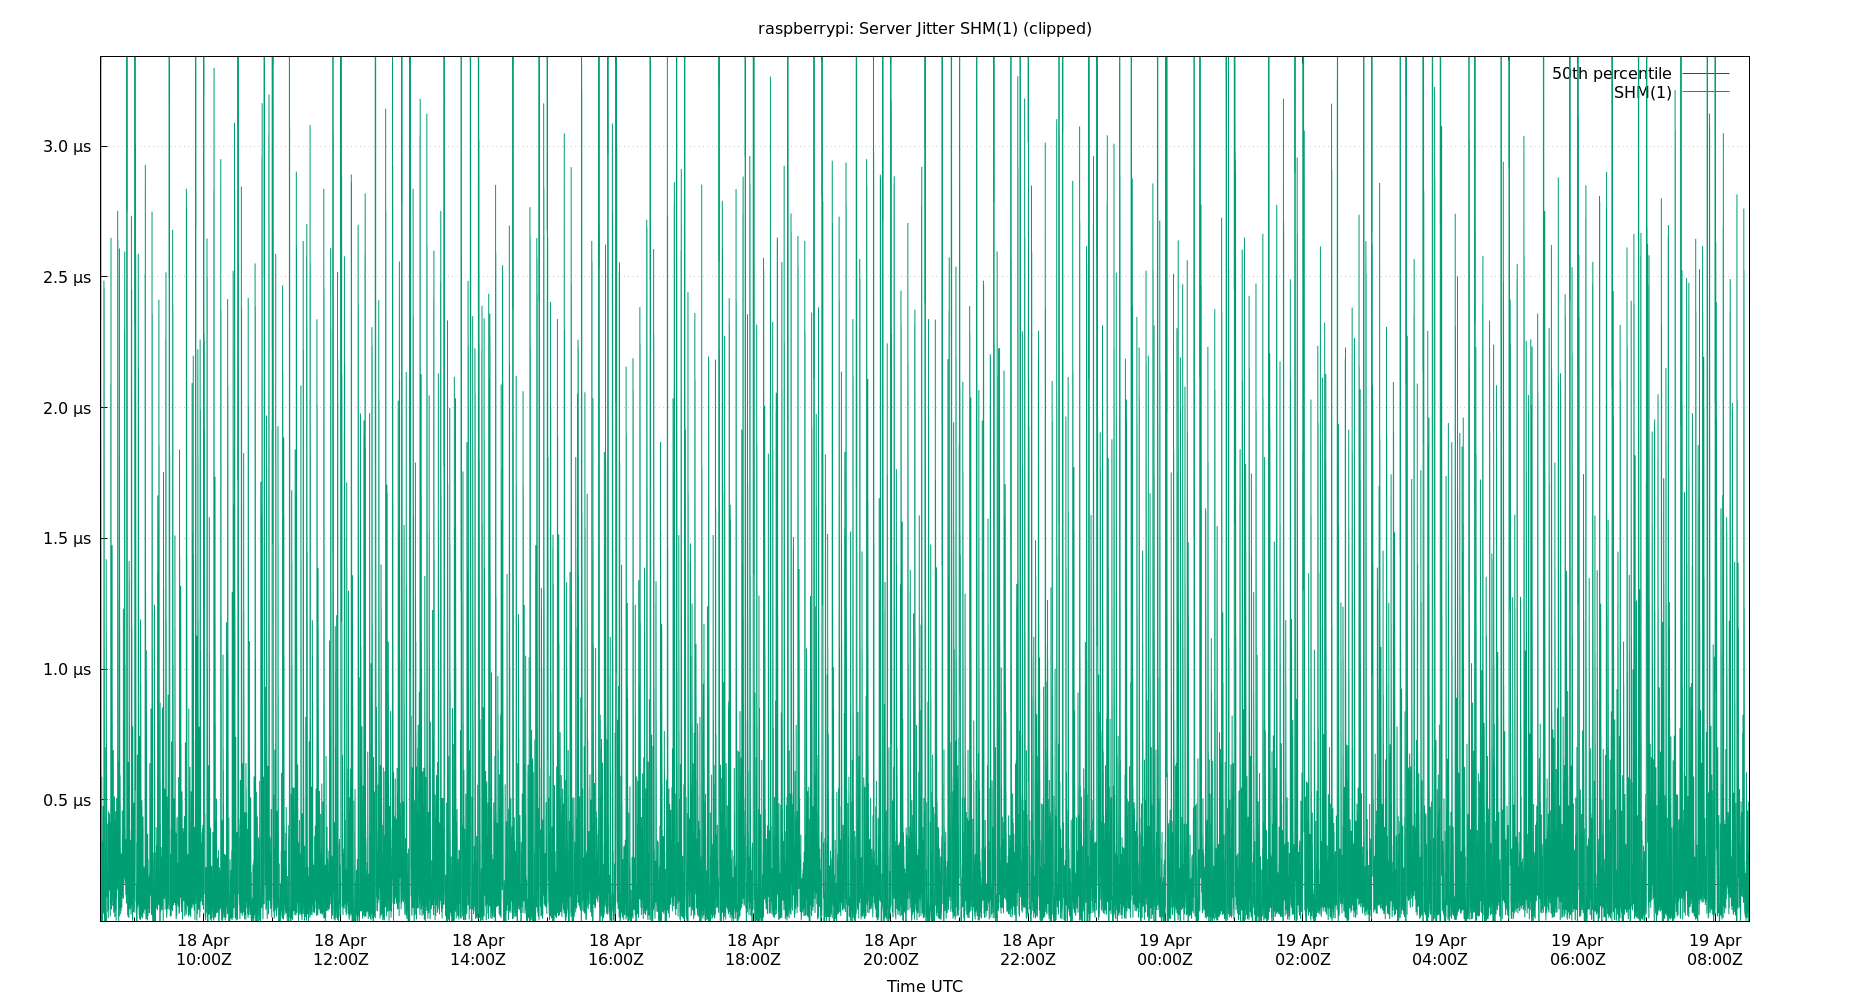 raspberrypi: Server Jitter SHM(1) (clipped)
50th percentile
SHM(1)
3.0 µs
2.5 µs
2.0 µs
1.5 µs
1.0 µs
0.5 µs
18 Apr 18 Apr 18 Apr 18 Apr 18 Apr 18 Apr 18 Apr 19 Apr 19 Apr 19 Apr 19 Apr 19 Apr
10:00Z 12:00Z 14:00Z 16:00Z 18:00Z 20:00Z 22:00Z 00:00Z 02:00Z 04:00Z 06:00Z 08:00Z
Time UTC